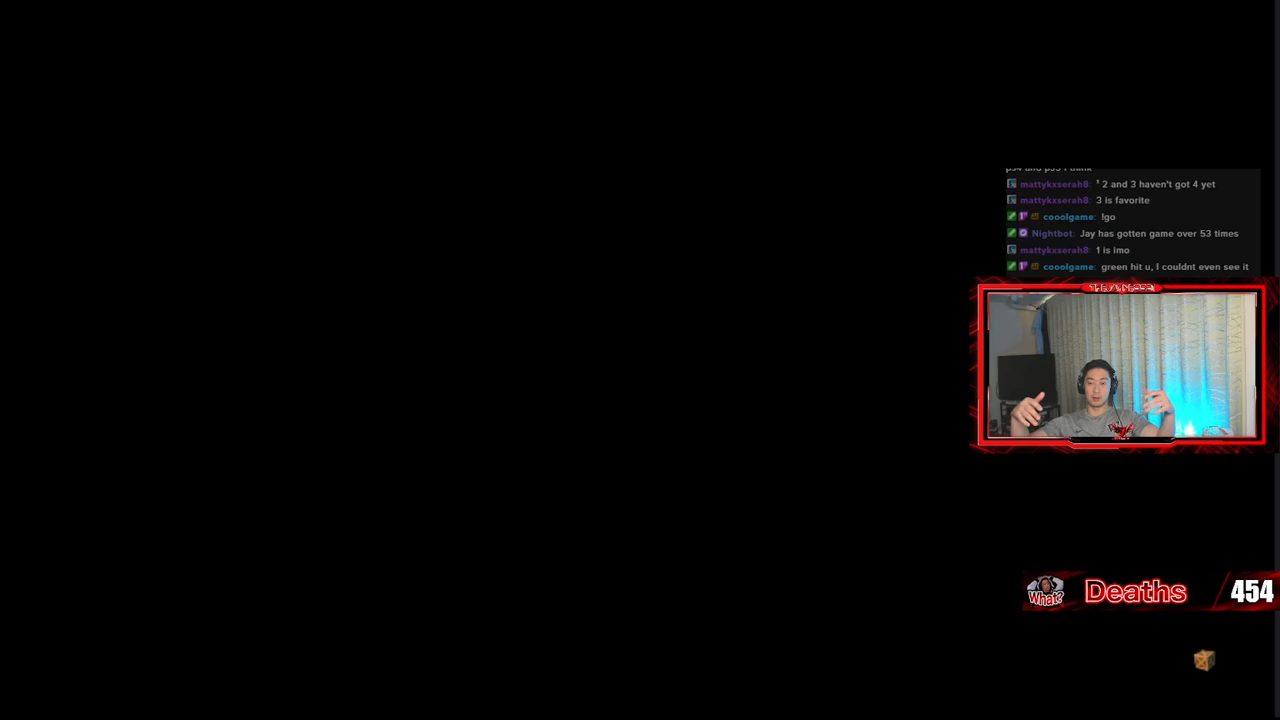 mattykxserah8: 2 and 3 haven't got 4 yet
mattykxserah8: 3 is favorite
cooolgame: !go
Nightbot: Jay has gotten game over 53 times
mattykxserah8: 1 is imo
cooolgame: green hit u, I couldnt even see it
What?
Deaths
454